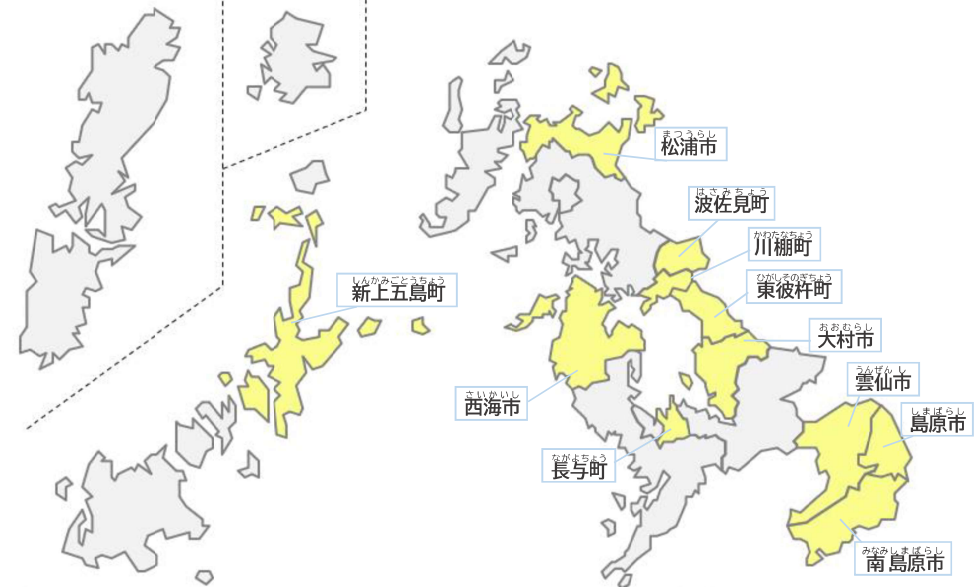 まつうらし
松浦市
はさみちょう
波佐見町
かわたなちょう
川棚町
ひがしそのぎちょう
東彼杵町
しんかみごとうちょう
新上五島町
おおむらし
大村市
うんぜんし
雲仙市
さいかいし
西海市
しまばらし
島原市
ながよちょう
長与町
みなみしまばらし
南島原市